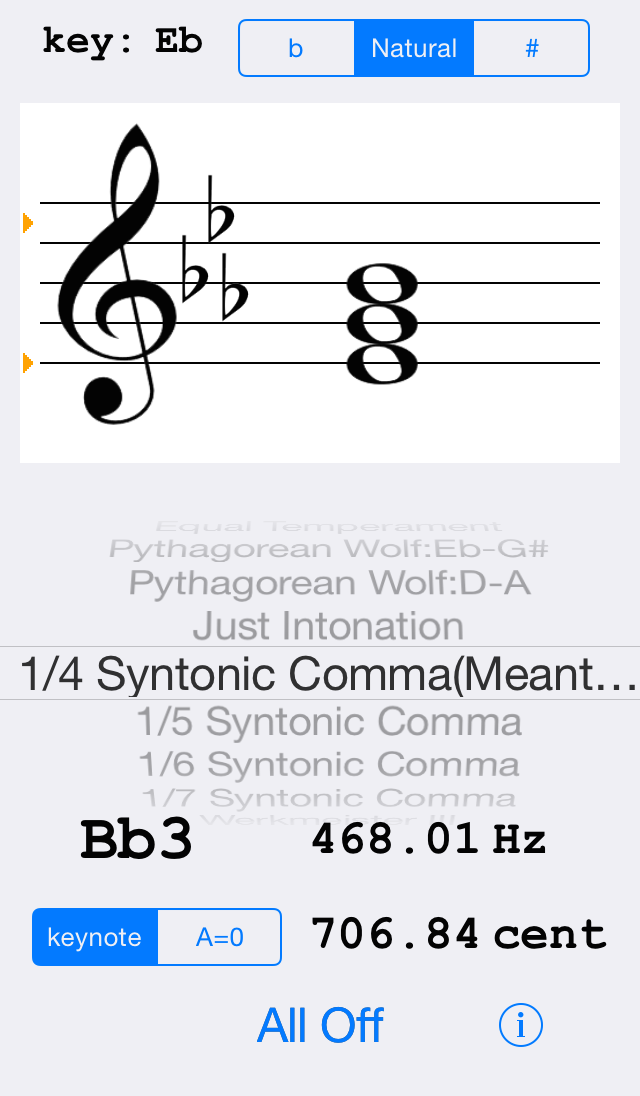 key: Eb
b Natural #
Equal Temperament
Pythagorean Wolf:Eb-G#
Pythagorean Wolf:D-A
Just Intonation
1/4 Syntonic Comma(Meant...
1/5 Syntonic Comma
1/6 Syntonic Comma
1/7 Syntonic Comma
Werkmeister III
Bb3 468.01 Hz
keynote A=0 706.84 cent
All Off i